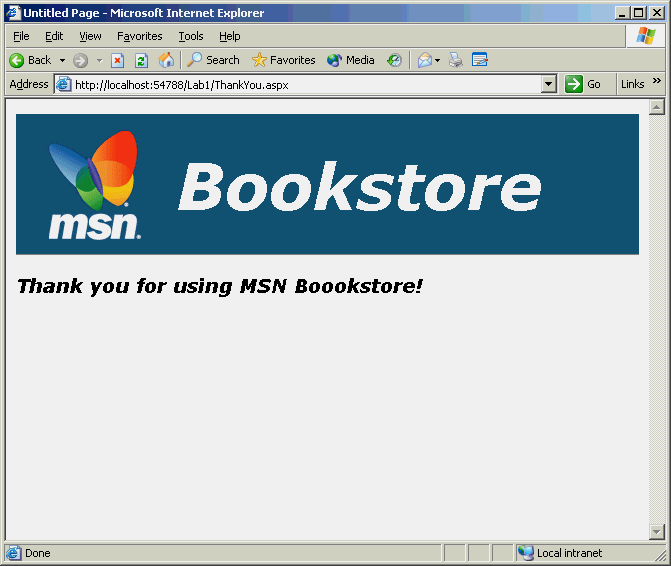 Untitled Page - Microsoft Internet Explorer
File Edit View Favorites Tools Help
Back Search Favorites Media
Address http://localhost:54788/Lab1/ThankYou.aspx Go Links »
msn Bookstore
Thank you for using MSN Boookstore!
Done Local intranet